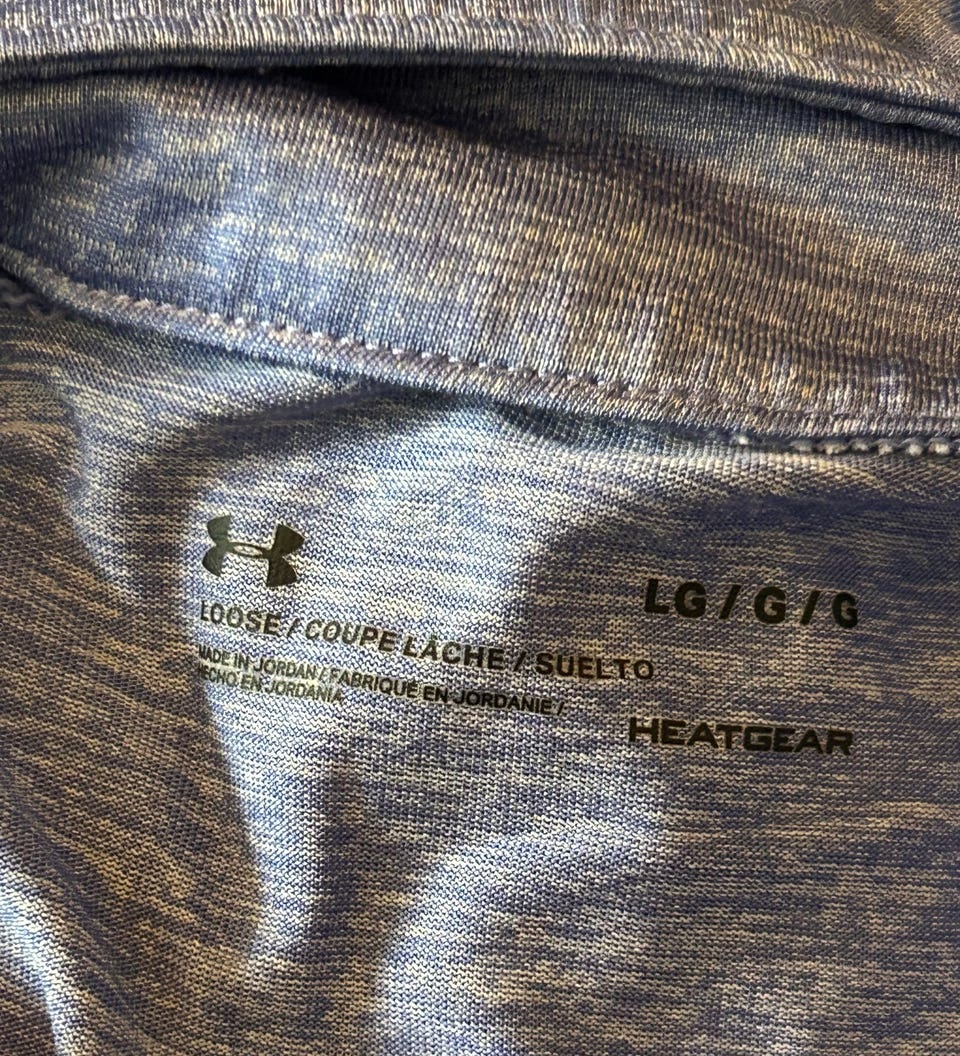 LG / G / G
LOOSE / COUPE LÂCHE / SUELTO
MADE IN JORDAN / FABRIQUÉ EN JORDANIE /
HECHO EN JORDANIA
HEATGEAR